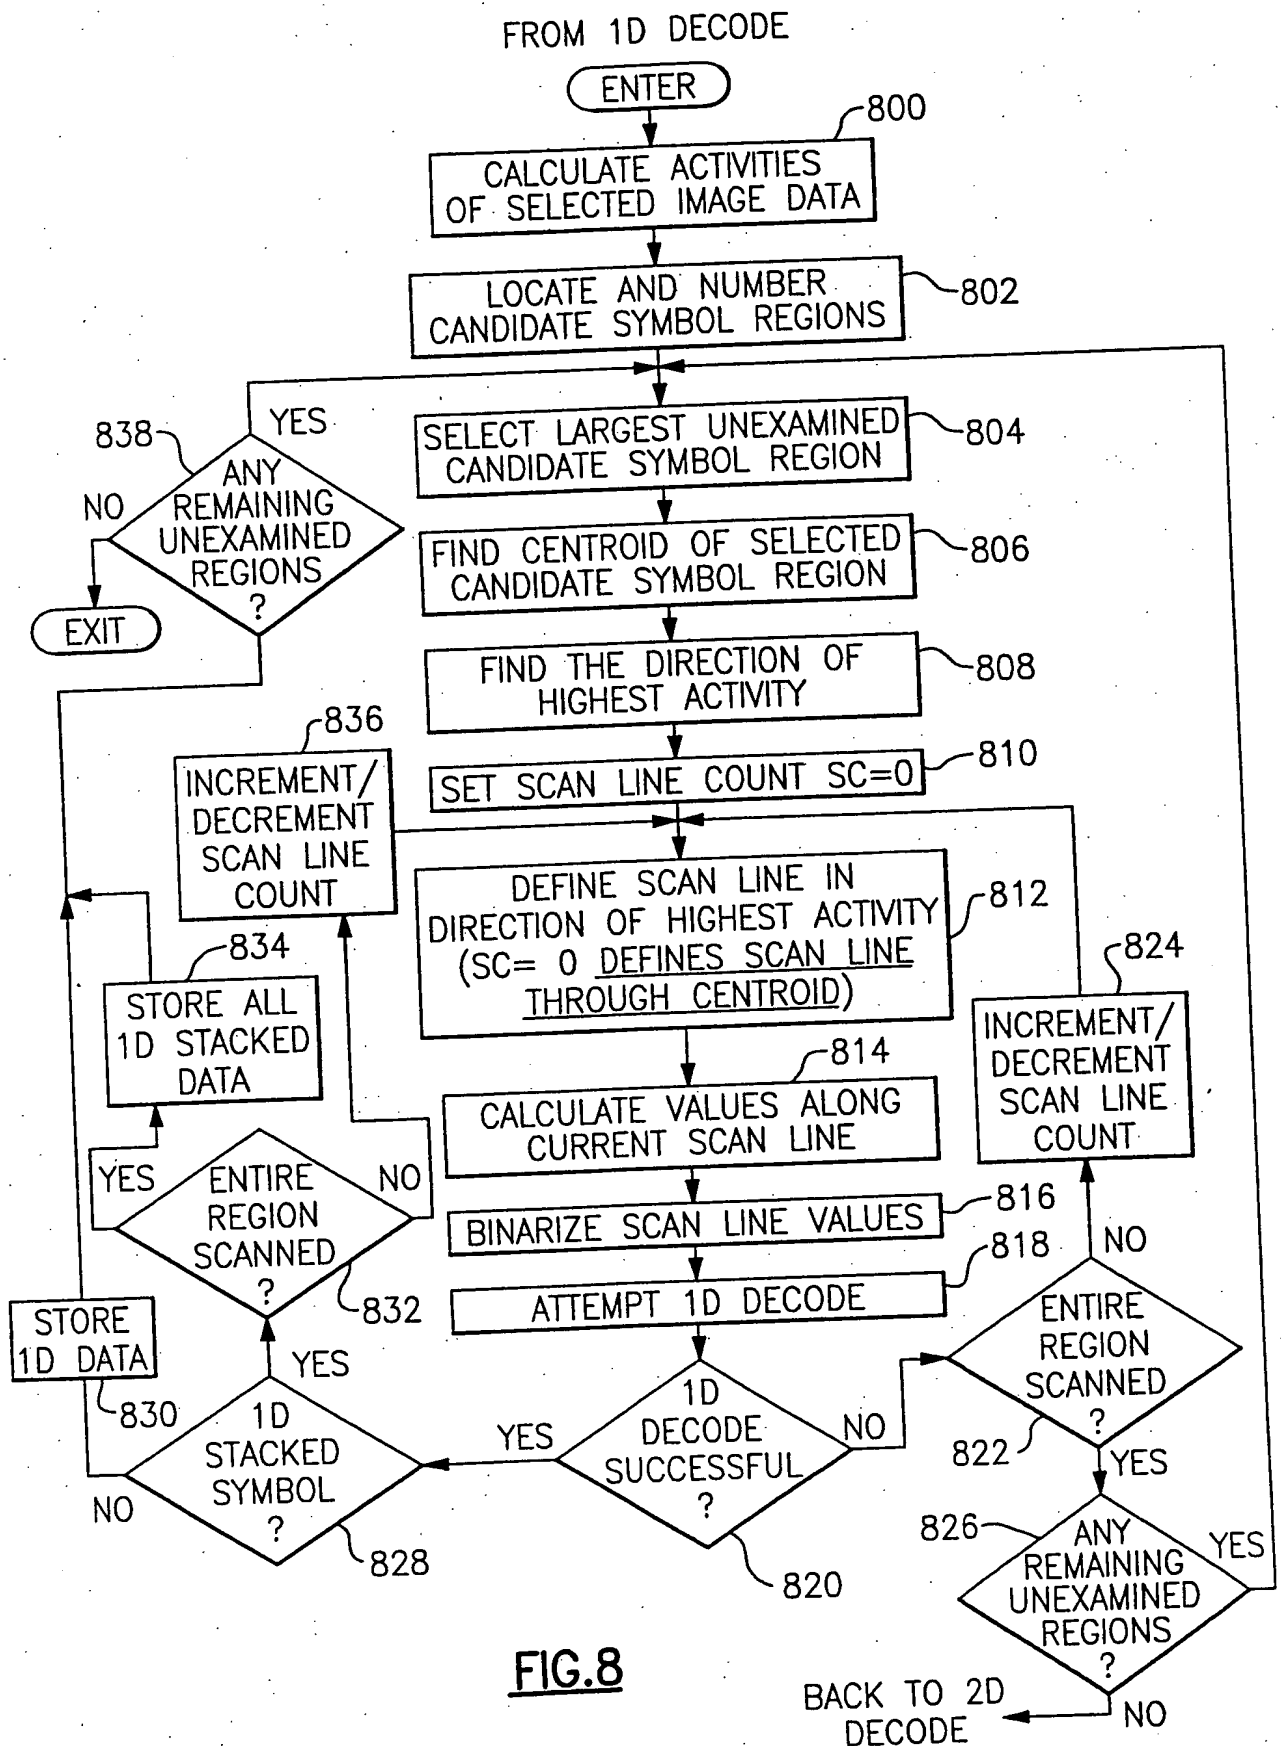 FROM 1D DECODE
ENTER
800
CALCULATE ACTIVITIES
OF SELECTED IMAGE DATA
802
LOCATE AND NUMBER
CANDIDATE SYMBOL REGIONS
YES
838
ANY
REMAINING
UNEXAMINED
REGIONS
?
NO
EXIT
804
SELECT LARGEST UNEXAMINED
CANDIDATE SYMBOL REGION
806
FIND CENTROID OF SELECTED
CANDIDATE SYMBOL REGION
808
FIND THE DIRECTION OF
HIGHEST ACTIVITY
810
SET SCAN LINE COUNT SC=0
836
INCREMENT/
DECREMENT
SCAN LINE
COUNT
812
DEFINE SCAN LINE IN
DIRECTION OF HIGHEST ACTIVITY
(SC= 0 DEFINES SCAN LINE
THROUGH CENTROID)
834
STORE ALL
1D STACKED
DATA
824
INCREMENT/
DECREMENT
SCAN LINE
COUNT
814
CALCULATE VALUES ALONG
CURRENT SCAN LINE
YES
ENTIRE
REGION
SCANNED
?
NO
832
816
BINARIZE SCAN LINE VALUES
818
ATTEMPT 1D DECODE
NO
ENTIRE
REGION
SCANNED
?
822
YES
STORE
1D DATA
830
YES
1D
STACKED
SYMBOL
?
NO
828
YES
1D
DECODE
SUCCESSFUL
?
NO
820
826
ANY
REMAINING
UNEXAMINED
REGIONS
?
YES
NO
BACK TO 2D
DECODE
FIG.8